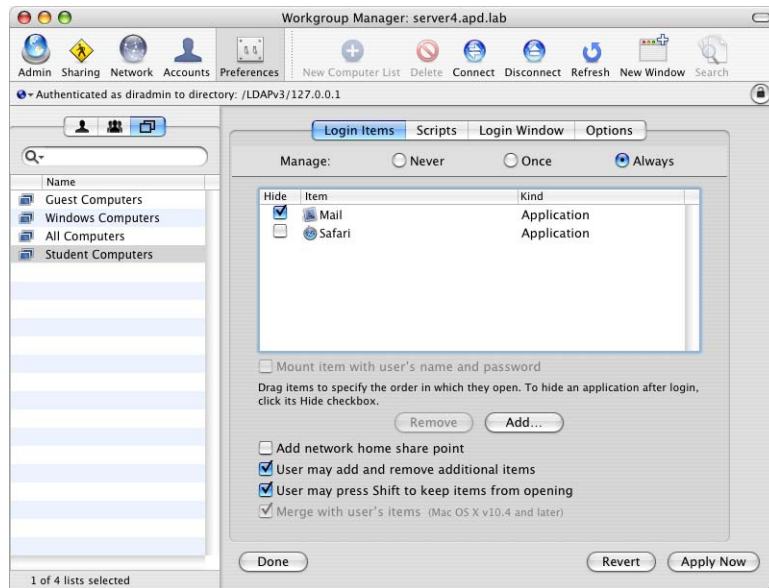 Workgroup Manager: server4.apd.lab
Admin Sharing Network Accounts Preferences New Computer List Delete Connect Disconnect Refresh New Window Search
Authenticated as diradmin to directory: /LDAPv3/127.0.0.1
Login Items Scripts Login Window Options
Manage: Never Once Always
Name
Guest Computers
Windows Computers
All Computers
Student Computers
1 of 4 lists selected
Hide Item Kind
Mail Application
Safari Application
Mount item with user's name and password
Drag items to specify the order in which they open. To hide an application after login,
click its Hide checkbox.
Remove Add...
Add network home share point
User may add and remove additional items
User may press Shift to keep items from opening
Merge with user's items (Mac OS X v10.4 and later)
Done Revert Apply Now